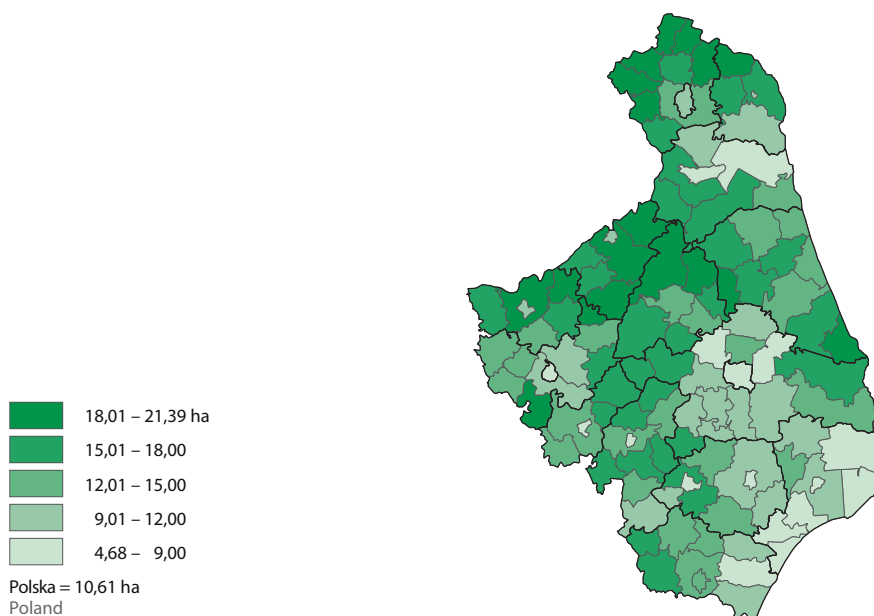 18,01 – 21,39 ha
15,01 – 18,00
12,01 – 15,00
9,01 – 12,00
4,68 – 9,00
Polska = 10,61 ha
Poland